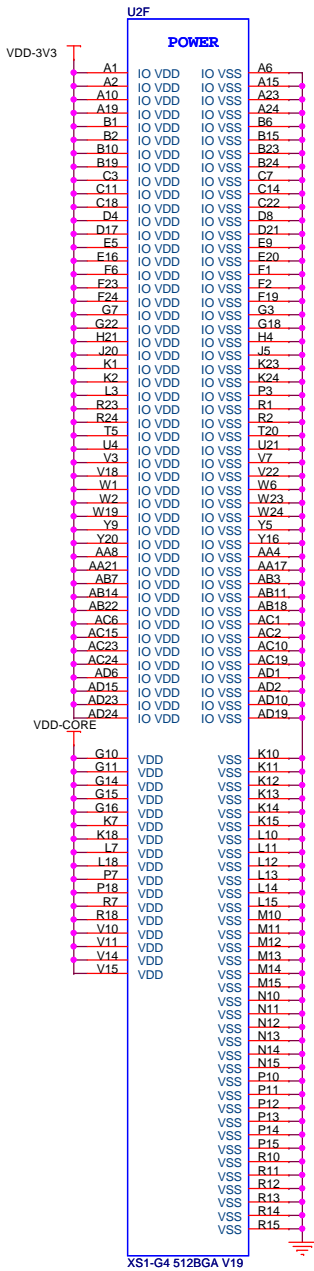 U2F
POWER
VDD-3V3
A1 IO VDD IO VSS A6
A2 IO VDD IO VSS A15
A10 IO VDD IO VSS A23
A19 IO VDD IO VSS A24
B1 IO VDD IO VSS B6
B2 IO VDD IO VSS B15
B10 IO VDD IO VSS B23
B19 IO VDD IO VSS B24
C3 IO VDD IO VSS C7
C11 IO VDD IO VSS C14
C18 IO VDD IO VSS C22
D4 IO VDD IO VSS D8
D17 IO VDD IO VSS D21
E5 IO VDD IO VSS E9
E16 IO VDD IO VSS E20
F6 IO VDD IO VSS F1
F23 IO VDD IO VSS F2
F24 IO VDD IO VSS F19
G7 IO VDD IO VSS G3
G22 IO VDD IO VSS G18
H21 IO VDD IO VSS H4
J20 IO VDD IO VSS J5
K1 IO VDD IO VSS K23
K2 IO VDD IO VSS K24
L3 IO VDD IO VSS P3
R23 IO VDD IO VSS R1
R24 IO VDD IO VSS R2
T5 IO VDD IO VSS T20
U4 IO VDD IO VSS U21
V3 IO VDD IO VSS V7
V18 IO VDD IO VSS V22
W1 IO VDD IO VSS W6
W2 IO VDD IO VSS W23
W19 IO VDD IO VSS W24
Y9 IO VDD IO VSS Y5
Y20 IO VDD IO VSS Y16
AA8 IO VDD IO VSS AA4
AA21 IO VDD IO VSS AA17
AB7 IO VDD IO VSS AB3
AB14 IO VDD IO VSS AB11
AB22 IO VDD IO VSS AB18
AC6 IO VDD IO VSS AC1
AC15 IO VDD IO VSS AC2
AC23 IO VDD IO VSS AC10
AC24 IO VDD IO VSS AC19
AD6 IO VDD IO VSS AD1
AD15 IO VDD IO VSS AD2
AD23 IO VDD IO VSS AD10
AD24 IO VDD IO VSS AD19
VDD-CORE
G10 VDD VSS K10
G11 VDD VSS K11
G14 VDD VSS K12
G15 VDD VSS K13
G16 VDD VSS K14
K7 VDD VSS K15
K18 VDD VSS L10
L7 VDD VSS L11
L18 VDD VSS L12
P7 VDD VSS L13
P18 VDD VSS L14
R7 VDD VSS L15
R18 VDD VSS M10
V10 VDD VSS M11
V11 VDD VSS M12
V14 VDD VSS M13
V15 VDD VSS M14
VSS M15
VSS N10
VSS N11
VSS N12
VSS N13
VSS N14
VSS N15
VSS P10
VSS P11
VSS P12
VSS P13
VSS P14
VSS P15
VSS R10
VSS R11
VSS R12
VSS R13
VSS R14
VSS R15
XS1-G4 512BGA V19